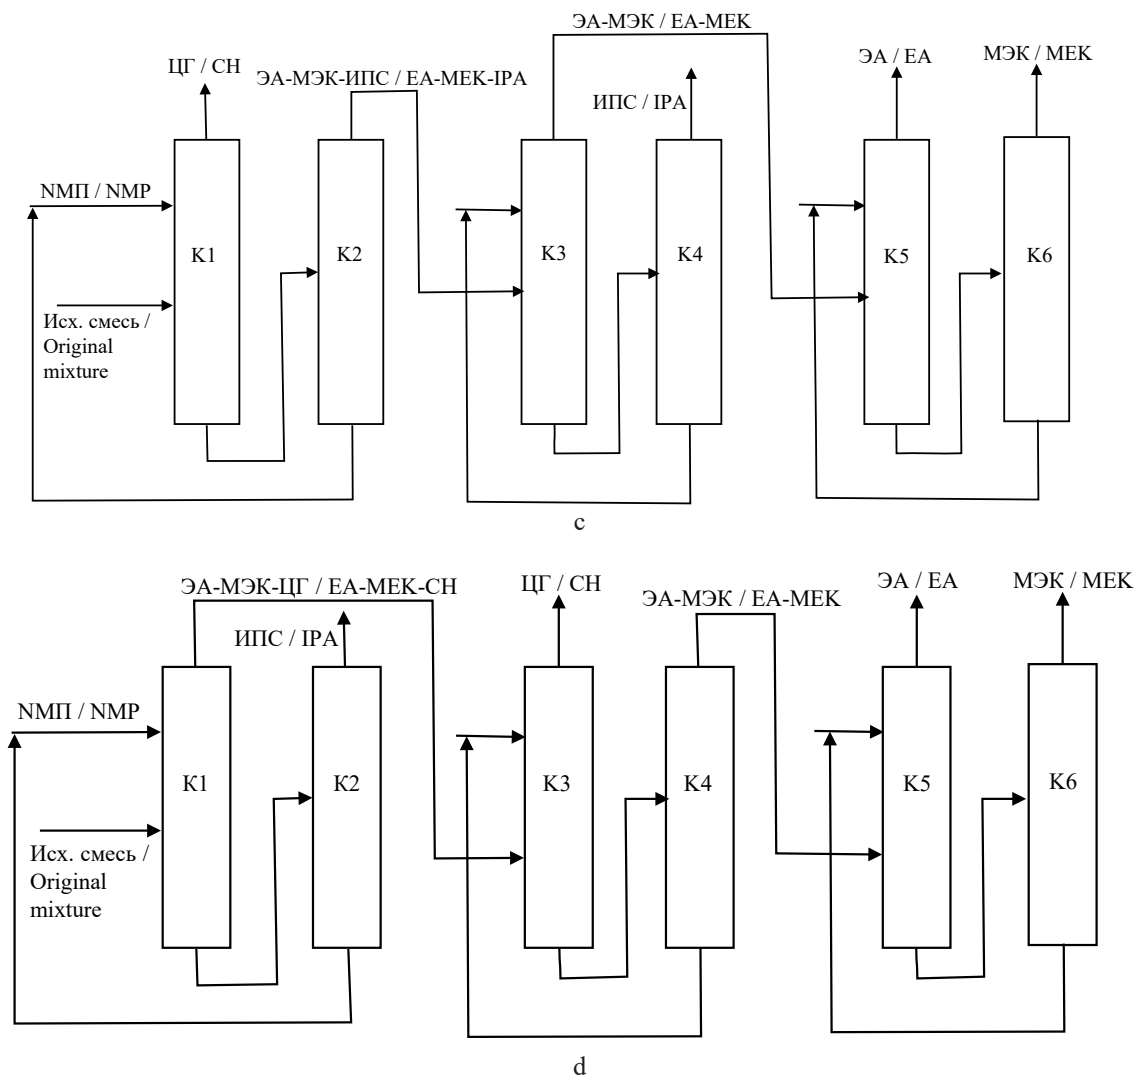 ЭА-МЭК / EA-MEK
ЦГ / CH
ЭА-МЭК-ИПС / EA-MEK-IPA
ИПС / IPA
ЭА / EA
МЭК / MEK
NМП / NMP
K1
K2
K3
K4
K5
K6
Исх. смесь /
Original
mixture
c
ЭА-МЭК-ЦГ / EA-MEK-CH
ИПС / IPA
ЦГ / CH
ЭА-МЭК / EA-MEK
ЭА / EA
МЭК / MEK
NМП / NMP
K1
K2
K3
K4
K5
K6
Исх. смесь /
Original
mixture
d